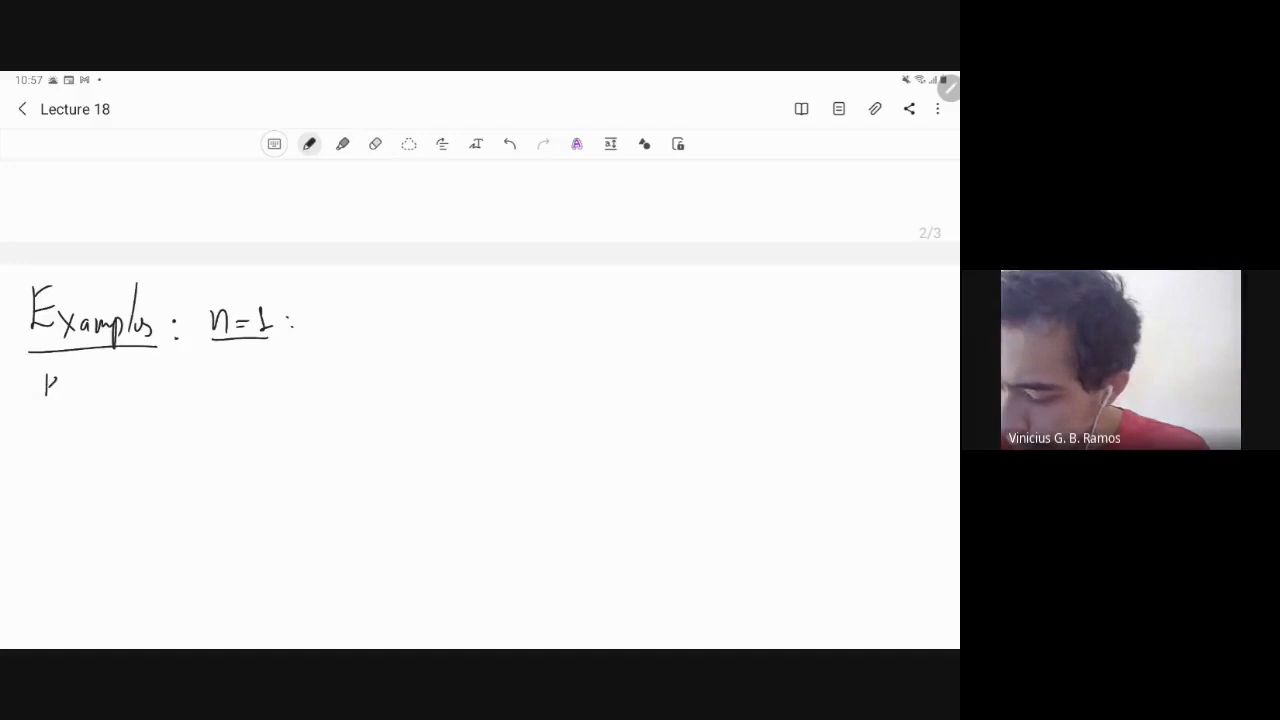 10:57
Lecture 18
2/3
Examples: n=1:
Vinicius G. B. Ramos